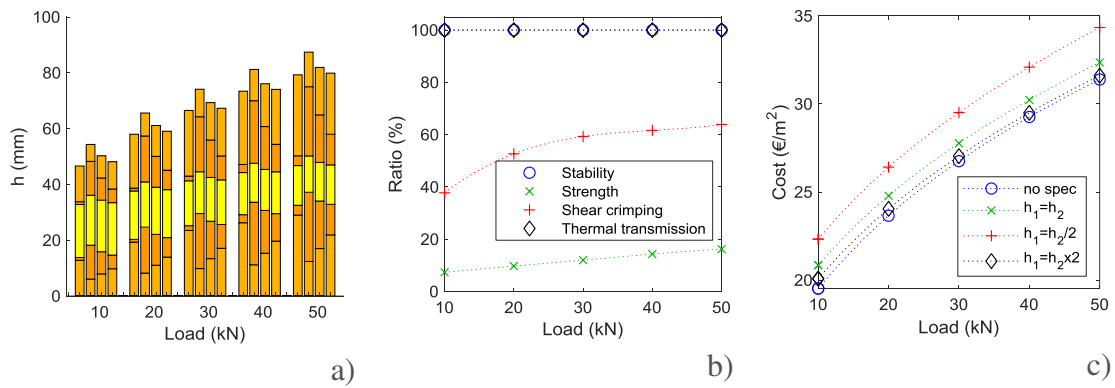 100
80
60
40
20
0
h (mm)
10 20 30 40 50
Load (kN)
a)
100
80
60
40
20
0
Ratio (%)
Stability
Strength
Shear crimping
Thermal transmission
10 20 30 40 50
Load (kN)
b)
35
30
25
20
Cost (€/m²)
no spec
h₁=h₂
h₁=h₂/2
h₁=h₂x2
10 20 30 40 50
Load (kN)
c)